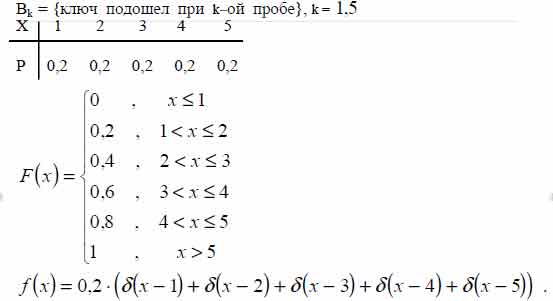 Bk = {ключ подошел при k–ой пробе}, k = 1,5
X 1 2 3 4 5
P 0,2 0,2 0,2 0,2 0,2
0 , x ≤ 1
0,2 , 1 < x ≤ 2
0,4 , 2 < x ≤ 3
F(x) =
0,6 , 3 < x ≤ 4
0,8 , 4 < x ≤ 5
1 , x > 5
f(x) = 0,2 · (δ(x − 1) + δ(x − 2) + δ(x − 3) + δ(x − 4) + δ(x − 5)) .